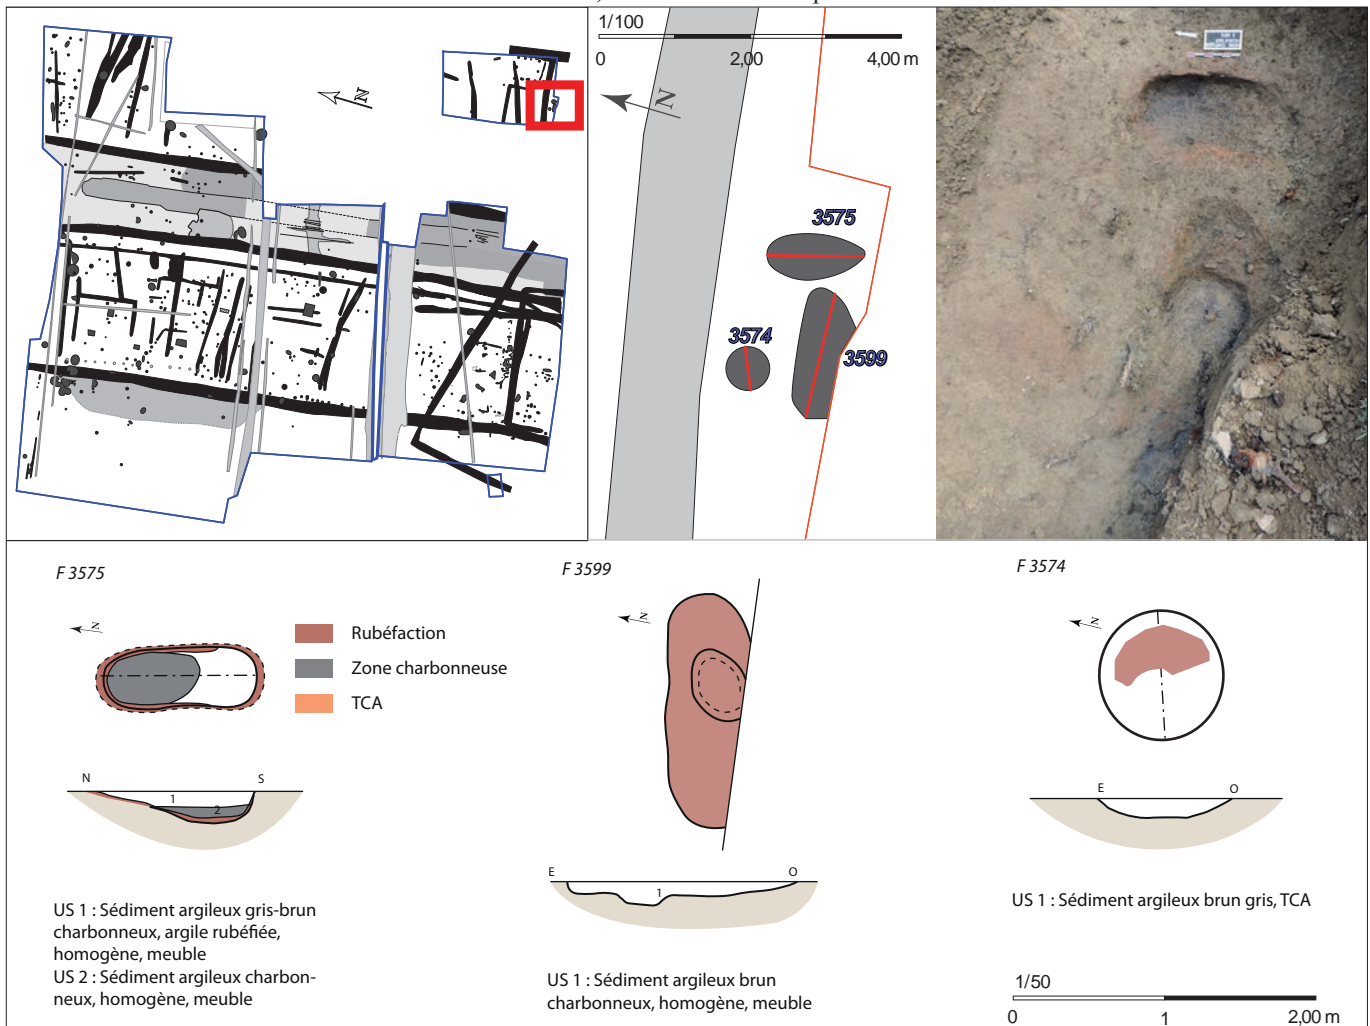 N
1/100
0 2,00 4,00 m
N
3575
3574
3599
F 3575
F 3599
F 3574
N
N
N
Rubéfaction
Zone charbonneuse
TCA
N S
1
2
E O
1
E O
US 1 : Sédiment argileux gris-brun
charbonneux, argile rubéfiée,
homogène, meuble
US 2 : Sédiment argileux charbon-
neux, homogène, meuble
US 1 : Sédiment argileux brun
charbonneux, homogène, meuble
US 1 : Sédiment argileux brun gris, TCA
1/50
0 1 2,00 m